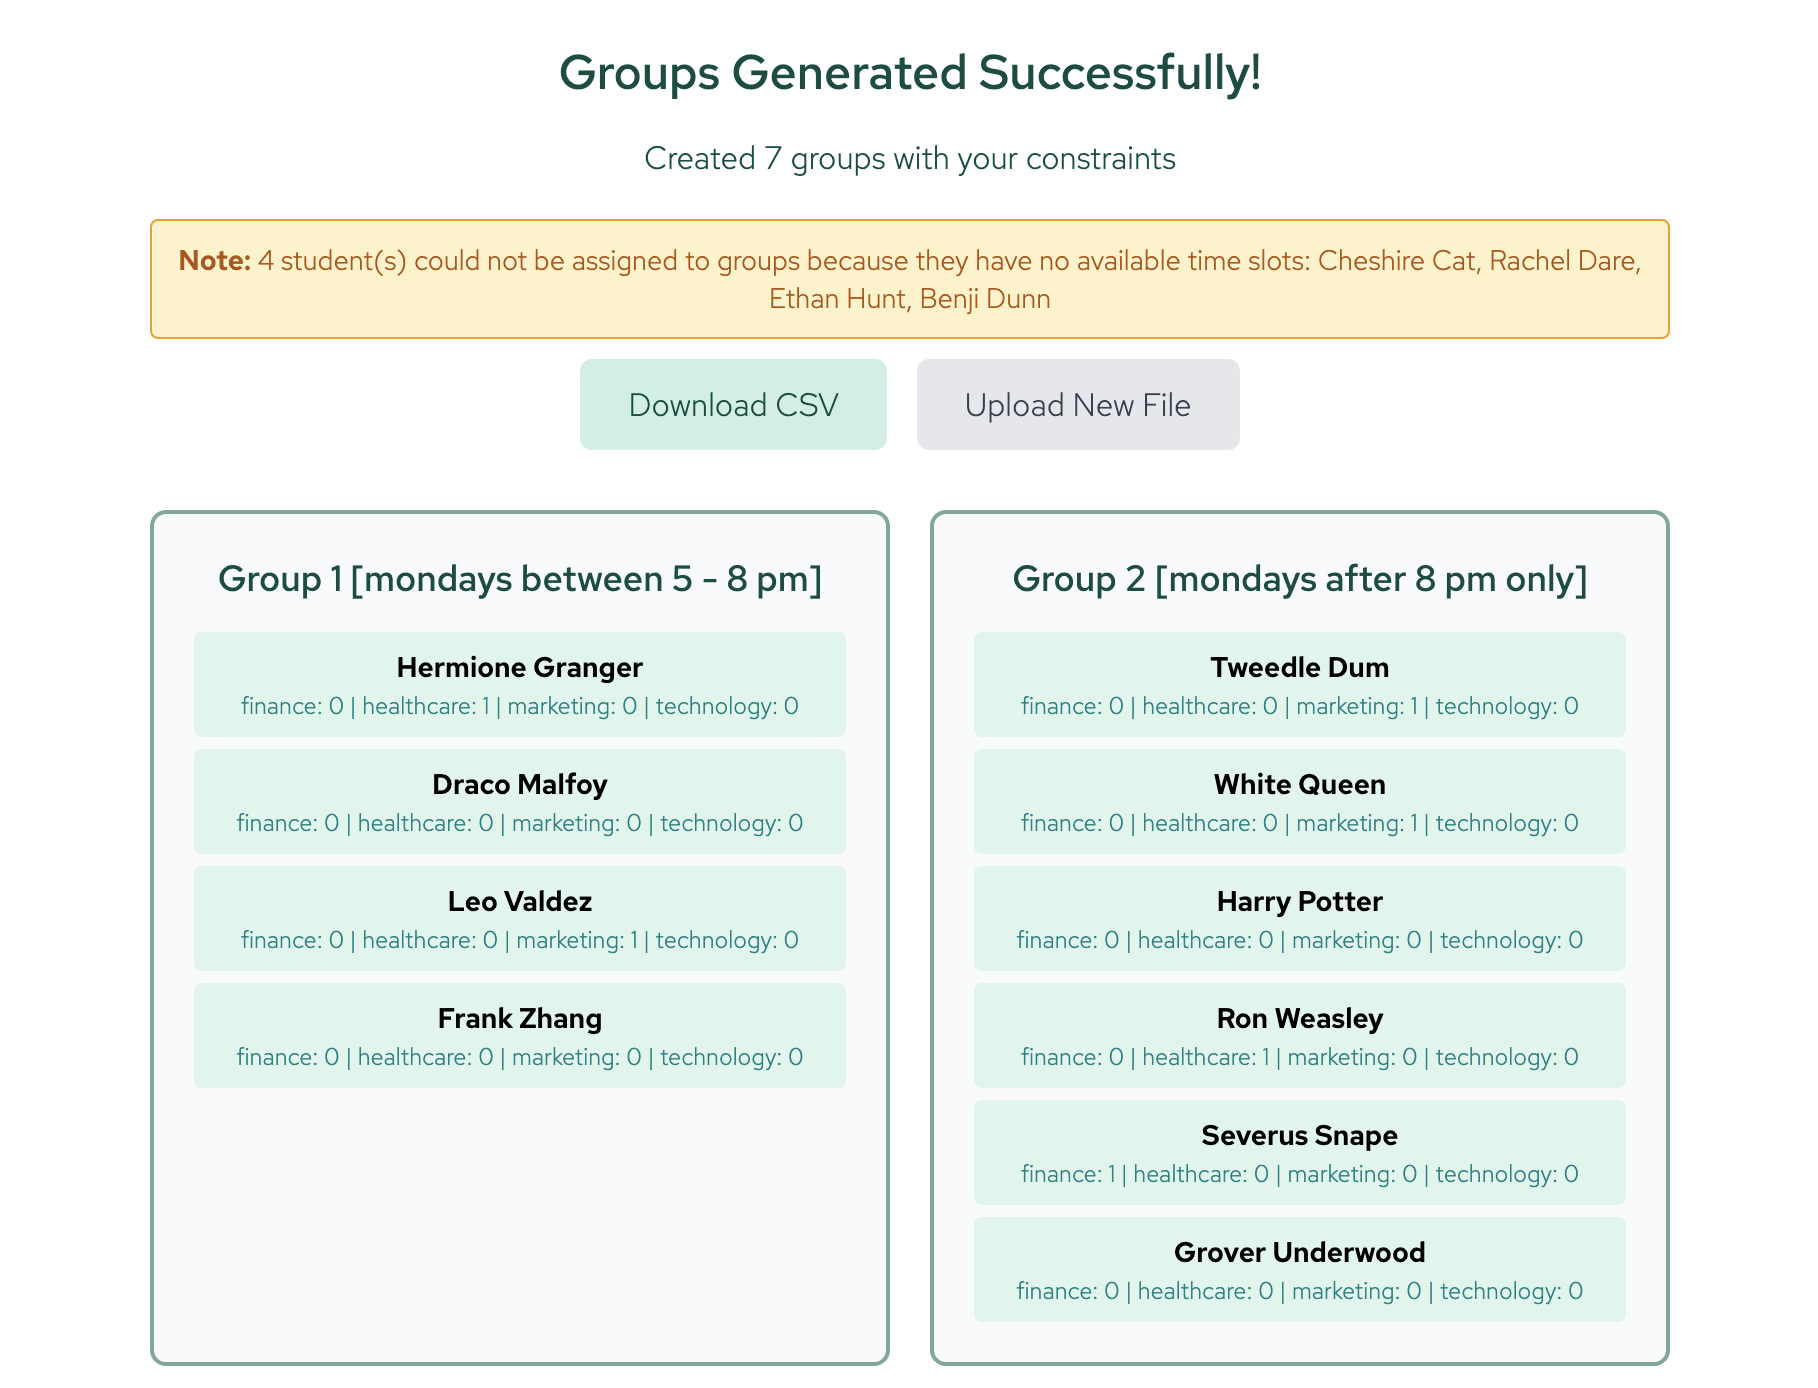 Groups Generated Successfully!
Created 7 groups with your constraints
Note: 4 student(s) could not be assigned to groups because they have no available time slots: Cheshire Cat, Rachel Dare,
Ethan Hunt, Benji Dunn
Download CSV
Upload New File
Group 1 [mondays between 5 - 8 pm]
Hermione Granger
finance: 0 | healthcare: 1 | marketing: 0 | technology: 0
Draco Malfoy
finance: 0 | healthcare: 0 | marketing: 0 | technology: 0
Leo Valdez
finance: 0 | healthcare: 0 | marketing: 1 | technology: 0
Frank Zhang
finance: 0 | healthcare: 0 | marketing: 0 | technology: 0
Group 2 [mondays after 8 pm only]
Tweedle Dum
finance: 0 | healthcare: 0 | marketing: 1 | technology: 0
White Queen
finance: 0 | healthcare: 0 | marketing: 1 | technology: 0
Harry Potter
finance: 0 | healthcare: 0 | marketing: 0 | technology: 0
Ron Weasley
finance: 0 | healthcare: 1 | marketing: 0 | technology: 0
Severus Snape
finance: 1 | healthcare: 0 | marketing: 0 | technology: 0
Grover Underwood
finance: 0 | healthcare: 0 | marketing: 0 | technology: 0